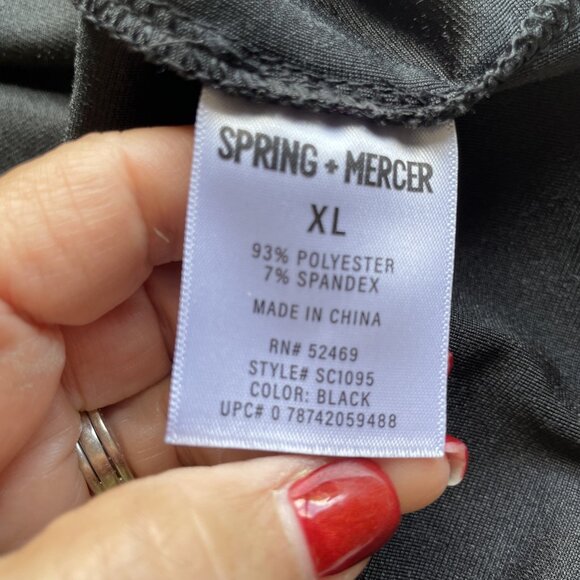 SPRING + MERCER
XL
93% POLYESTER
7% SPANDEX
MADE IN CHINA
RN# 52469
STYLE# SC1095
COLOR: BLACK
UPC# 0 78742059488